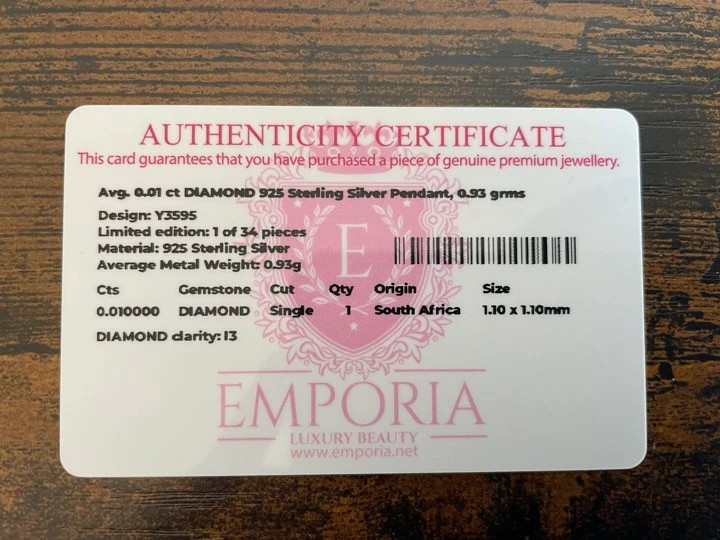 AUTHENTICITY CERTIFICATE
This card guarantees that you have purchased a piece of genuine premium jewellery.
Avg. 0.01 ct DIAMOND 925 Sterling Silver Pendant, 0.93 grms
Design: Y3595
Limited edition: 1 of 34 pieces
Material: 925 Sterling Silver
Average Metal Weight: 0.93g
E
Cts Gemstone Cut Qty Origin Size
0.010000 DIAMOND Single 1 South Africa 1.10 x 1.10mm
DIAMOND clarity: I3
EMPORIA
LUXURY BEAUTY
www.emporia.net